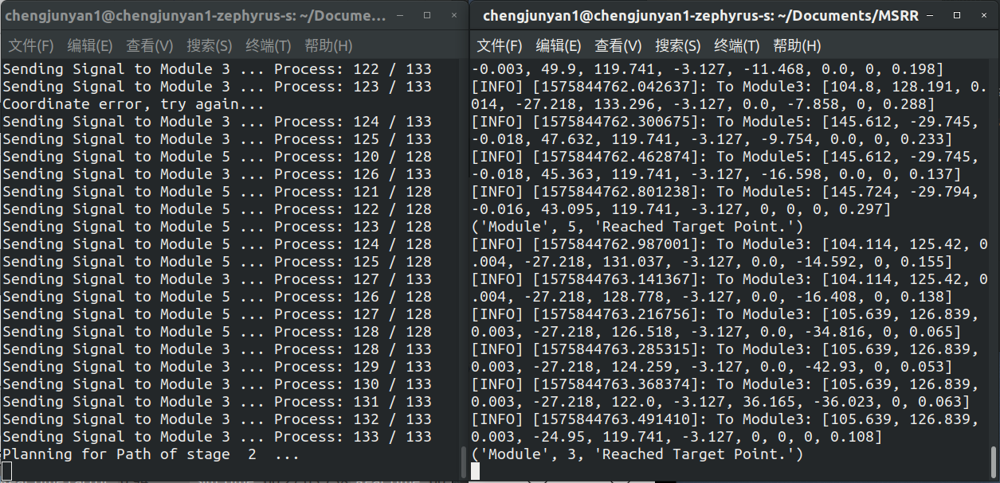 chengjunyan1@chengjunyan1-zephyrus-s: ~/Docume...
文件(F) 编辑(E) 查看(V) 搜索(S) 终端(T) 帮助(H)
Sending Signal to Module 3 ... Process: 122 / 133
Sending Signal to Module 3 ... Process: 123 / 133
Coordinate error, try again...
Sending Signal to Module 3 ... Process: 124 / 133
Sending Signal to Module 3 ... Process: 125 / 133
Sending Signal to Module 5 ... Process: 120 / 128
Sending Signal to Module 3 ... Process: 126 / 133
Sending Signal to Module 5 ... Process: 121 / 128
Sending Signal to Module 5 ... Process: 122 / 128
Sending Signal to Module 5 ... Process: 123 / 128
Sending Signal to Module 5 ... Process: 124 / 128
Sending Signal to Module 5 ... Process: 125 / 128
Sending Signal to Module 3 ... Process: 127 / 133
Sending Signal to Module 5 ... Process: 126 / 128
Sending Signal to Module 5 ... Process: 127 / 128
Sending Signal to Module 5 ... Process: 128 / 128
Sending Signal to Module 3 ... Process: 128 / 133
Sending Signal to Module 3 ... Process: 129 / 133
Sending Signal to Module 3 ... Process: 130 / 133
Sending Signal to Module 3 ... Process: 131 / 133
Sending Signal to Module 3 ... Process: 132 / 133
Sending Signal to Module 3 ... Process: 133 / 133
Planning for Path of stage  2  ...
chengjunyan1@chengjunyan1-zephyrus-s: ~/Documents/MSRR
文件(F) 编辑(E) 查看(V) 搜索(S) 终端(T) 帮助(H)
-0.003, 49.9, 119.741, -3.127, -11.468, 0.0, 0, 0.198]
[INFO] [1575844762.042637]: To Module3: [104.8, 128.191, 0.
014, -27.218, 133.296, -3.127, 0.0, -7.858, 0, 0.288]
[INFO] [1575844762.300675]: To Module5: [145.612, -29.745,
-0.018, 47.632, 119.741, -3.127, -9.754, 0.0, 0, 0.233]
[INFO] [1575844762.462874]: To Module5: [145.612, -29.745,
-0.018, 45.363, 119.741, -3.127, -16.598, 0.0, 0, 0.137]
[INFO] [1575844762.801238]: To Module5: [145.724, -29.794,
-0.016, 43.095, 119.741, -3.127, 0, 0, 0, 0.297]
('Module', 5, 'Reached Target Point.')
[INFO] [1575844762.987001]: To Module3: [104.114, 125.42, 0
.004, -27.218, 131.037, -3.127, 0.0, -14.592, 0, 0.155]
[INFO] [1575844763.141367]: To Module3: [104.114, 125.42, 0
.004, -27.218, 128.778, -3.127, 0.0, -16.408, 0, 0.138]
[INFO] [1575844763.216756]: To Module3: [105.639, 126.839,
0.003, -27.218, 126.518, -3.127, 0.0, -34.816, 0, 0.065]
[INFO] [1575844763.285315]: To Module3: [105.639, 126.839,
0.003, -27.218, 124.259, -3.127, 0.0, -42.93, 0, 0.053]
[INFO] [1575844763.368374]: To Module3: [105.639, 126.839,
0.003, -27.218, 122.0, -3.127, 36.165, -36.023, 0, 0.063]
[INFO] [1575844763.491410]: To Module3: [105.639, 126.839,
0.003, -24.95, 119.741, -3.127, 0, 0, 0, 0.108]
('Module', 3, 'Reached Target Point.')